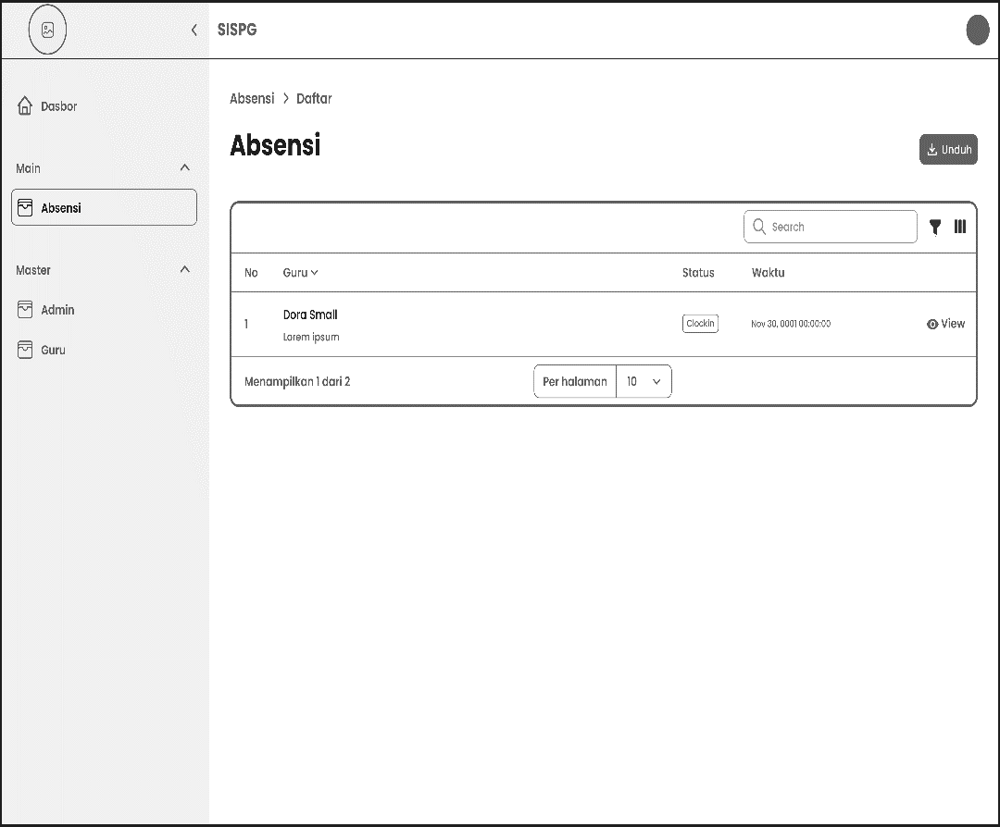 SISPG
Dasbor
Main
Absensi
Master
Admin
Guru
Absensi > Daftar
Absensi
Unduh
Search
No Guru Status Waktu
1 Dora Small Clockin Nov 30, 0001 00:00:00 View
Lorem ipsum
Menampilkan 1 dari 2 Per halaman 10